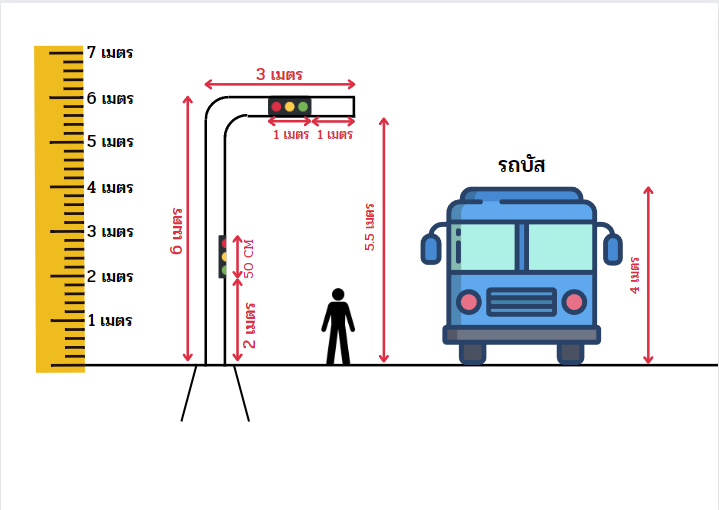 7 เมตร
6 เมตร
5 เมตร
4 เมตร
3 เมตร
2 เมตร
1 เมตร
3 เมตร
1 เมตร
1 เมตร
6 เมตร
50 CM
2 เมตร
5.5 เมตร
รถบัส
4 เมตร